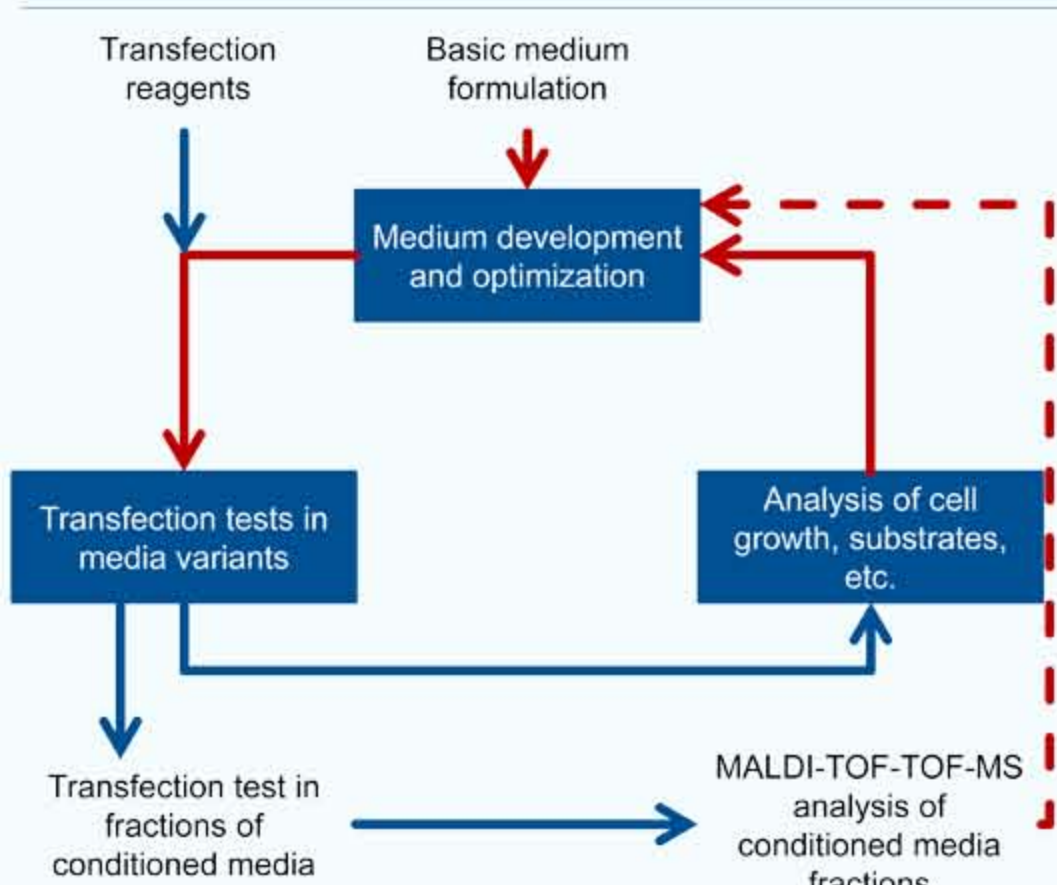 Transfection
reagents
Basic medium
formulation
Medium development
and optimization
Transfection tests in
media variants
Analysis of cell
growth, substrates,
etc.
Transfection test in
fractions of
conditioned media
MALDI-TOF-TOF-MS
analysis of
conditioned media
fractions